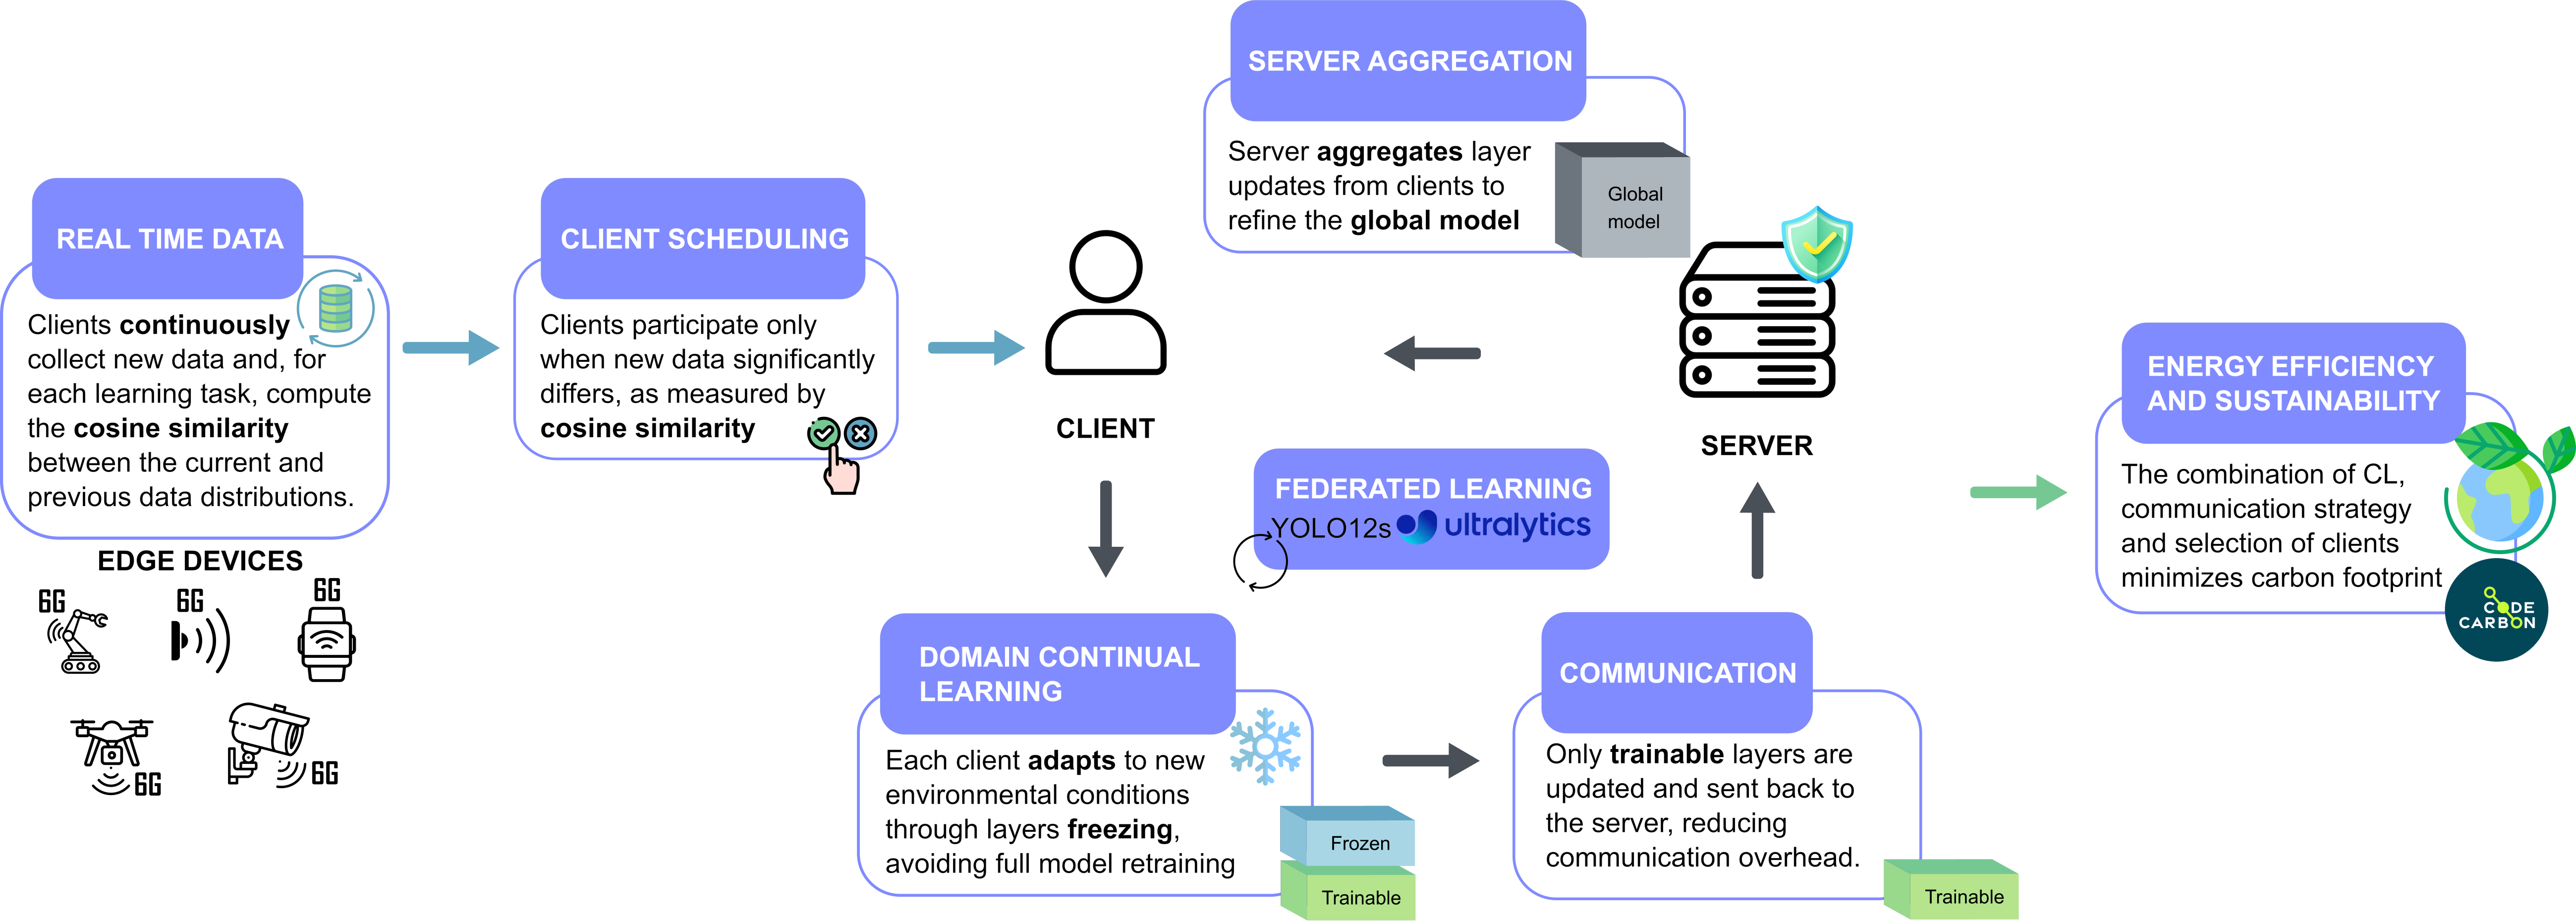 REAL TIME DATA
Clients continuously
collect new data and, for
each learning task, compute
the cosine similarity
between the current and
previous data distributions.
EDGE DEVICES
6G
6G
6G
6G
6G
CLIENT SCHEDULING
Clients participate only
when new data significantly
differs, as measured by
cosine similarity
CLIENT
SERVER AGGREGATION
Server aggregates layer
updates from clients to
refine the global model
Global
model
SERVER
FEDERATED LEARNING
YOLO12s ultralytics
DOMAIN CONTINUAL
LEARNING
Each client adapts to new
environmental conditions
through layers freezing,
avoiding full model retraining
Frozen
Trainable
COMMUNICATION
Only trainable layers are
updated and sent back to
the server, reducing
communication overhead.
Trainable
ENERGY EFFICIENCY
AND SUSTAINABILITY
The combination of CL,
communication strategy
and selection of clients
minimizes carbon footprint
CODE
CARBON